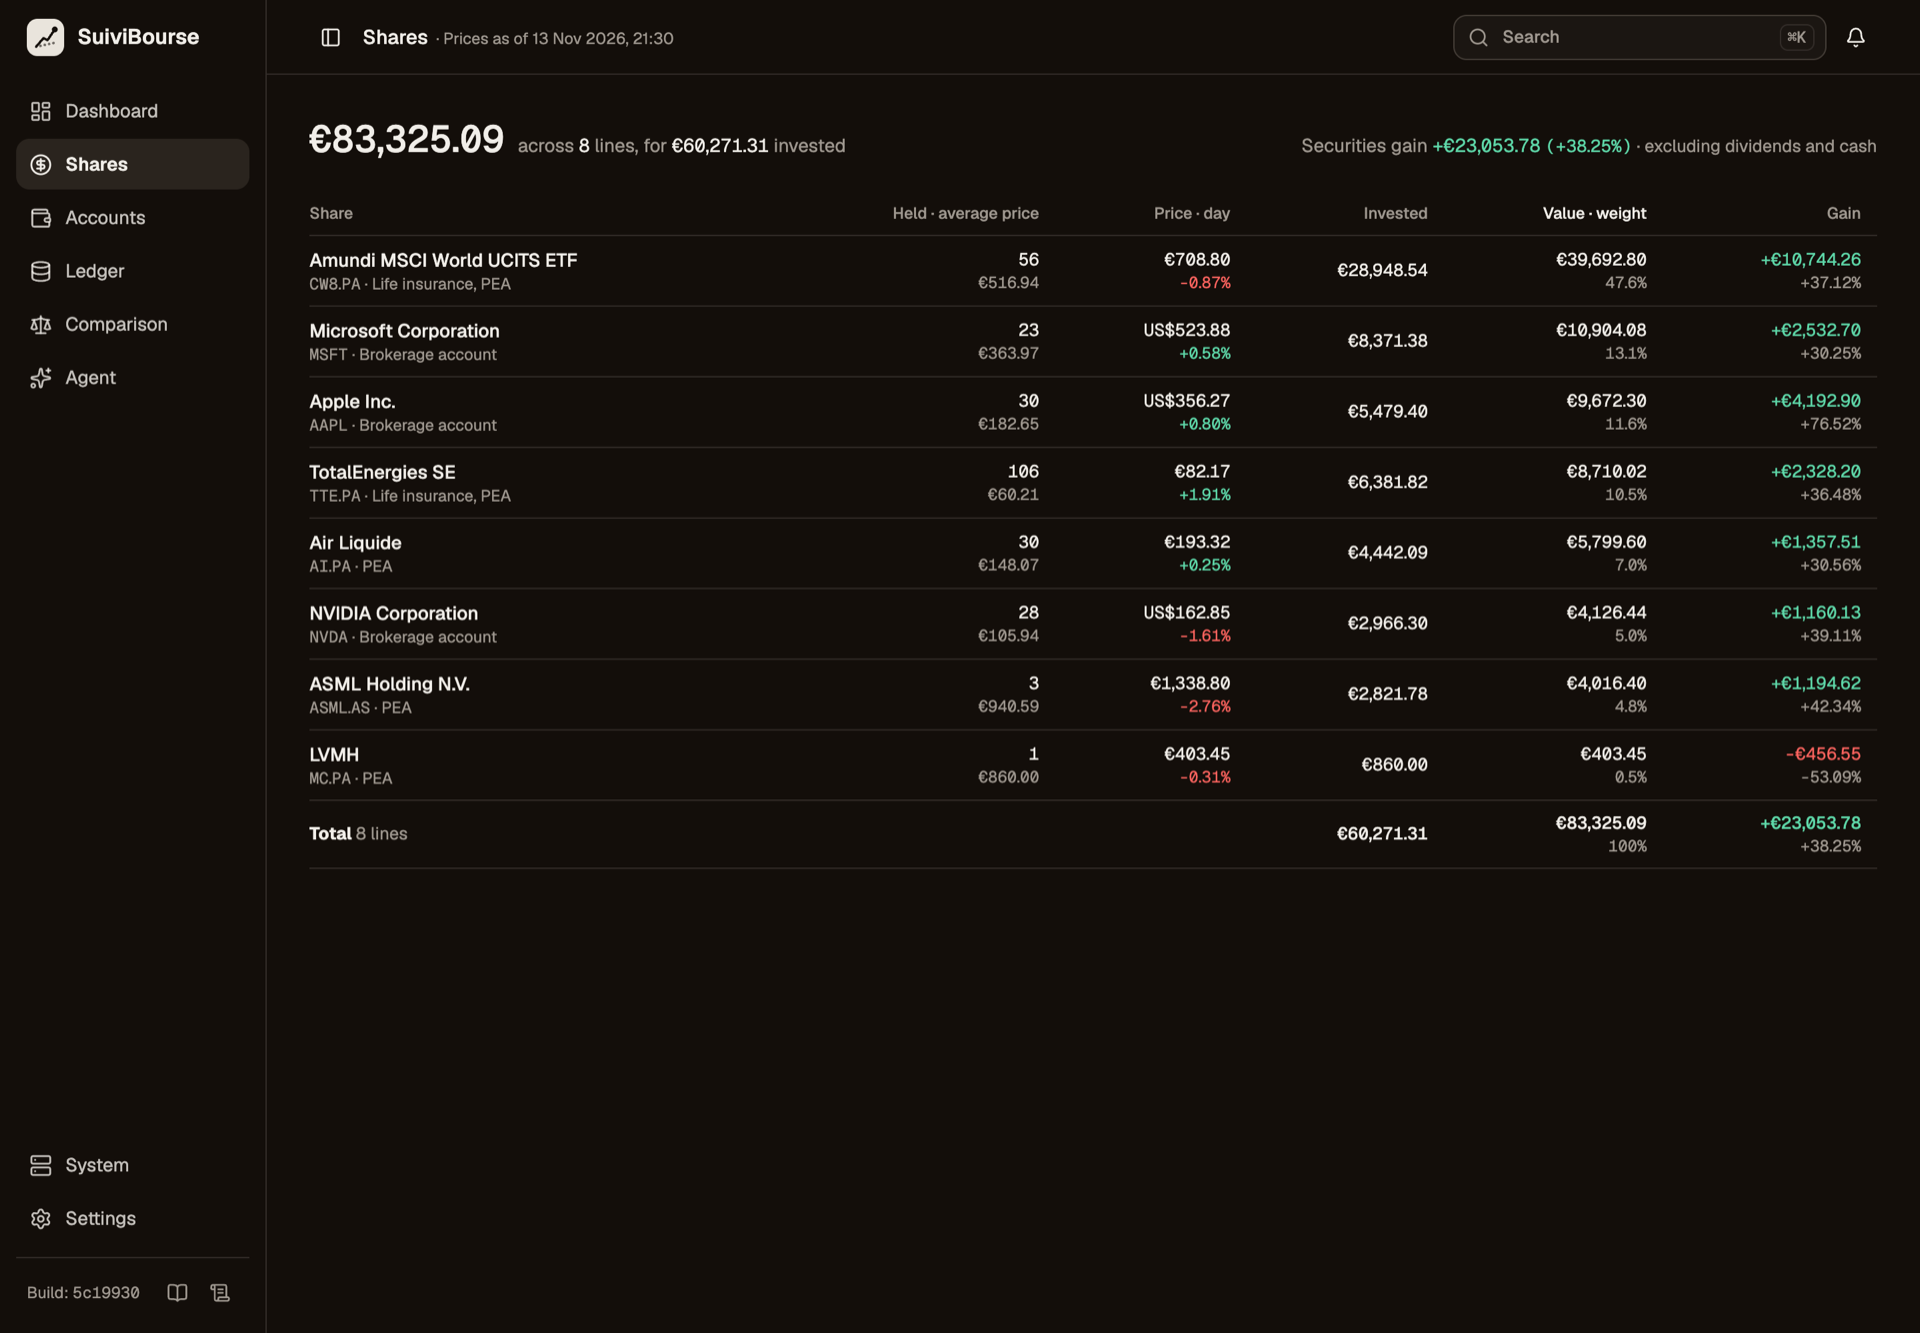 SuiviBourse
Shares · Prices as of 13 Nov 2026, 21:30
Search ⌘K
Dashboard
Shares
Accounts
Ledger
Comparison
Agent
€83,325.09 across 8 lines, for €60,271.31 invested
Securities gain +€23,053.78 (+38.25%) · excluding dividends and cash
Share Held · average price Price · day Invested Value · weight Gain
Amundi MSCI World UCITS ETF 56 €708.80 €28,948.54 €39,692.80 +€10,744.26
CW8.PA · Life insurance, PEA €516.94 -0.87% 47.6% +37.12%
Microsoft Corporation 23 US$523.88 €8,371.38 €10,904.08 +€2,532.70
MSFT · Brokerage account €363.97 +0.58% 13.1% +30.25%
Apple Inc. 30 US$356.27 €5,479.40 €9,672.30 +€4,192.90
AAPL · Brokerage account €182.65 +0.80% 11.6% +76.52%
TotalEnergies SE 106 €82.17 €6,381.82 €8,710.02 +€2,328.20
TTE.PA · Life insurance, PEA €60.21 +1.91% 10.5% +36.48%
Air Liquide 30 €193.32 €4,442.09 €5,799.60 +€1,357.51
AI.PA · PEA €148.07 +0.25% 7.0% +30.56%
NVIDIA Corporation 28 US$162.85 €2,966.30 €4,126.44 +€1,160.13
NVDA · Brokerage account €105.94 -1.61% 5.0% +39.11%
ASML Holding N.V. 3 €1,338.80 €2,821.78 €4,016.40 +€1,194.62
ASML.AS · PEA €940.59 -2.76% 4.8% +42.34%
LVMH 1 €403.45 €860.00 €403.45 -€456.55
MC.PA · PEA €860.00 -0.31% 0.5% -53.09%
Total 8 lines €60,271.31 €83,325.09 +€23,053.78
100% +38.25%
System
Settings
Build: 5c19930